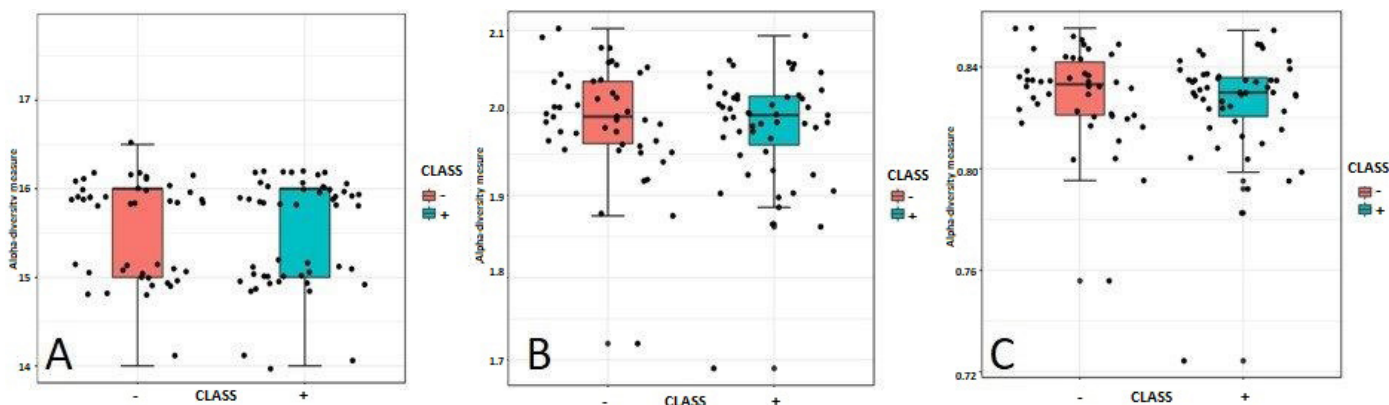 Alpha-diversity measure
17
16
15
14
A
-
CLASS
+
CLASS
-
+
Alpha-diversity measure
2.1
2.0
1.9
1.8
1.7
B
-
CLASS
+
CLASS
-
+
Alpha-diversity measure
0.84
0.80
0.76
0.72
C
-
CLASS
+
CLASS
-
+